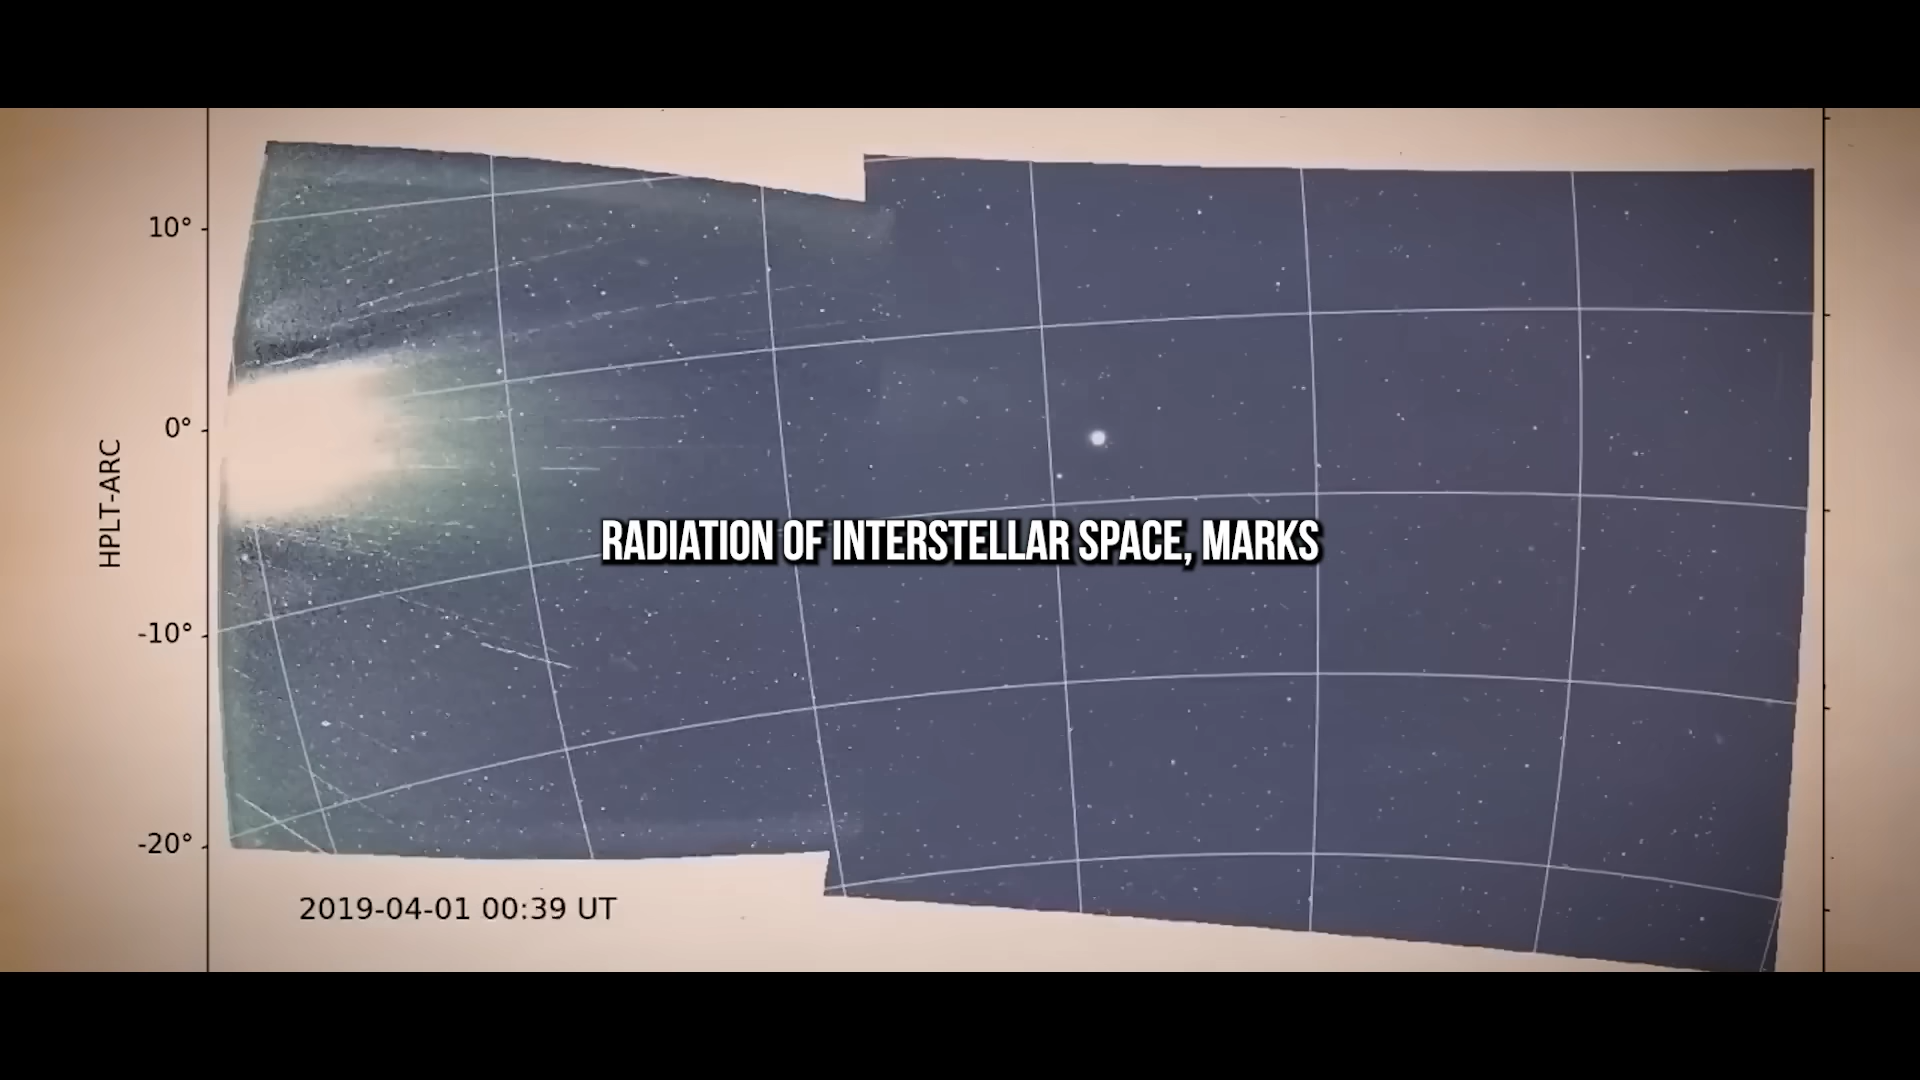 10°
0°
HPLT-ARC
RADIATION OF INTERSTELLAR SPACE, MARKS
-10°
-20°
2019-04-01 00:39 UT